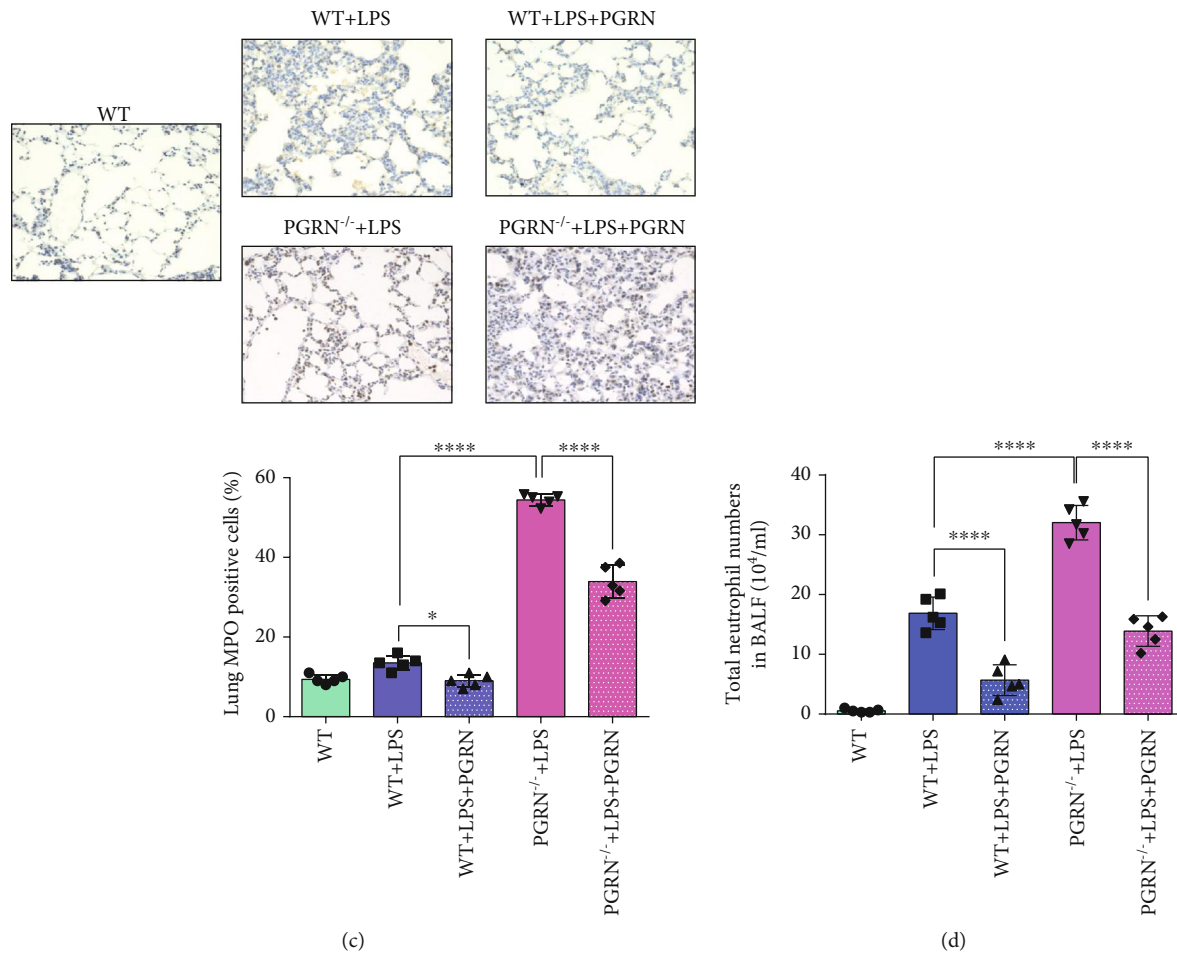 WT
WT+LPS
WT+LPS+PGRN
PGRN-/-+LPS
PGRN-/-+LPS+PGRN
Lung MPO positive cells (%)
60
40
20
0
****
****
*
WT
WT+LPS
WT+LPS+PGRN
PGRN-/-+LPS
PGRN-/-+LPS+PGRN
(c)
Total neutrophil numbers
in BALF (10⁴/ml)
40
30
20
10
0
****
****
****
WT
WT+LPS
WT+LPS+PGRN
PGRN-/-+LPS
PGRN-/-+LPS+PGRN
(d)